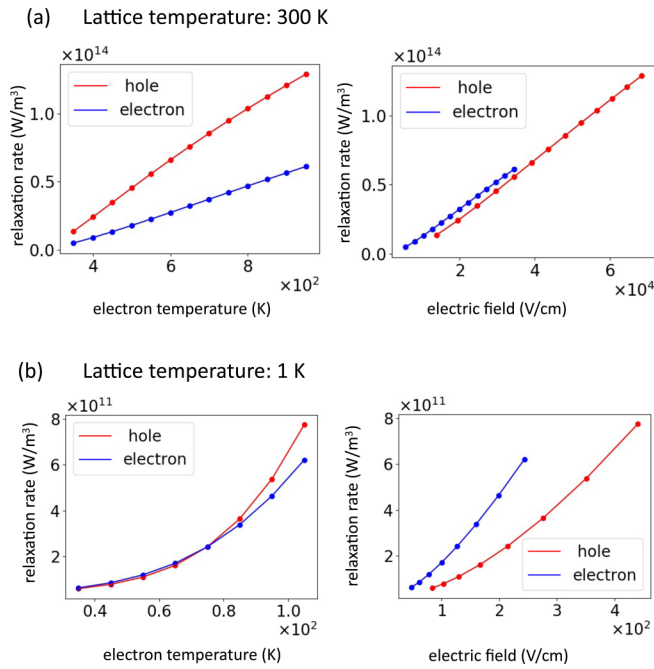 (a) Lattice temperature: 300 K
×10¹⁴
hole
electron
relaxation rate (W/m³)
1.0
0.5
0.0
4 6 8
×10²
electron temperature (K)
×10¹⁴
hole
electron
relaxation rate (W/m³)
1.0
0.5
0.0
2 4 6
×10⁴
electric field (V/cm)
(b) Lattice temperature: 1 K
×10¹¹
hole
electron
relaxation rate (W/m³)
8
6
4
2
0.4 0.6 0.8 1.0
×10²
electron temperature (K)
×10¹¹
hole
electron
relaxation rate (W/m³)
8
6
4
2
1 2 3 4
×10²
electric field (V/cm)